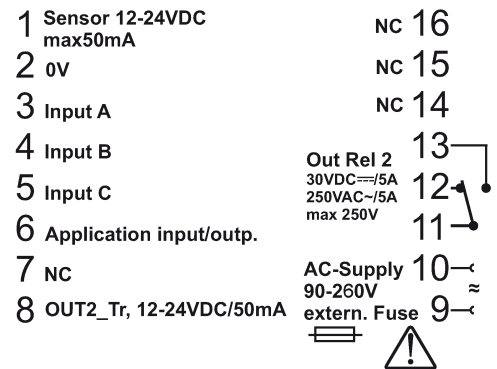 1 Sensor 12-24VDC
max50mA
2 0V
3 Input A
4 Input B
5 Input C
6 Application input/outp.
7 NC
8 OUT2_Tr, 12-24VDC/50mA
NC 16
NC 15
NC 14
13
Out Rel 2
30VDC⎓/5A 12
250VAC~/5A
max 250V 11
AC-Supply 10
90-260V ≈
extern. Fuse 9
!